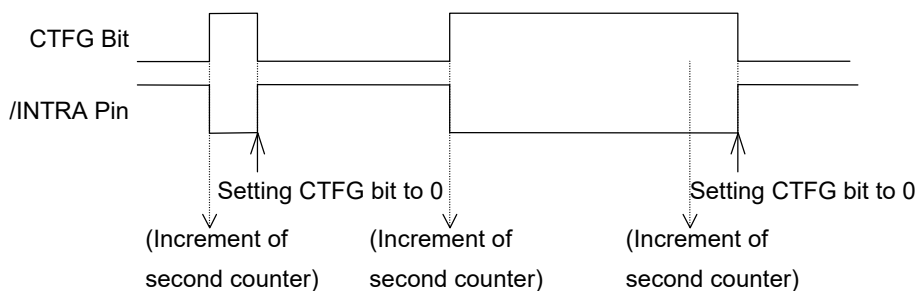 CTFG Bit
/INTRA Pin
Setting CTFG bit to 0
Setting CTFG bit to 0
(Increment of
second counter)
(Increment of
second counter)
(Increment of
second counter)